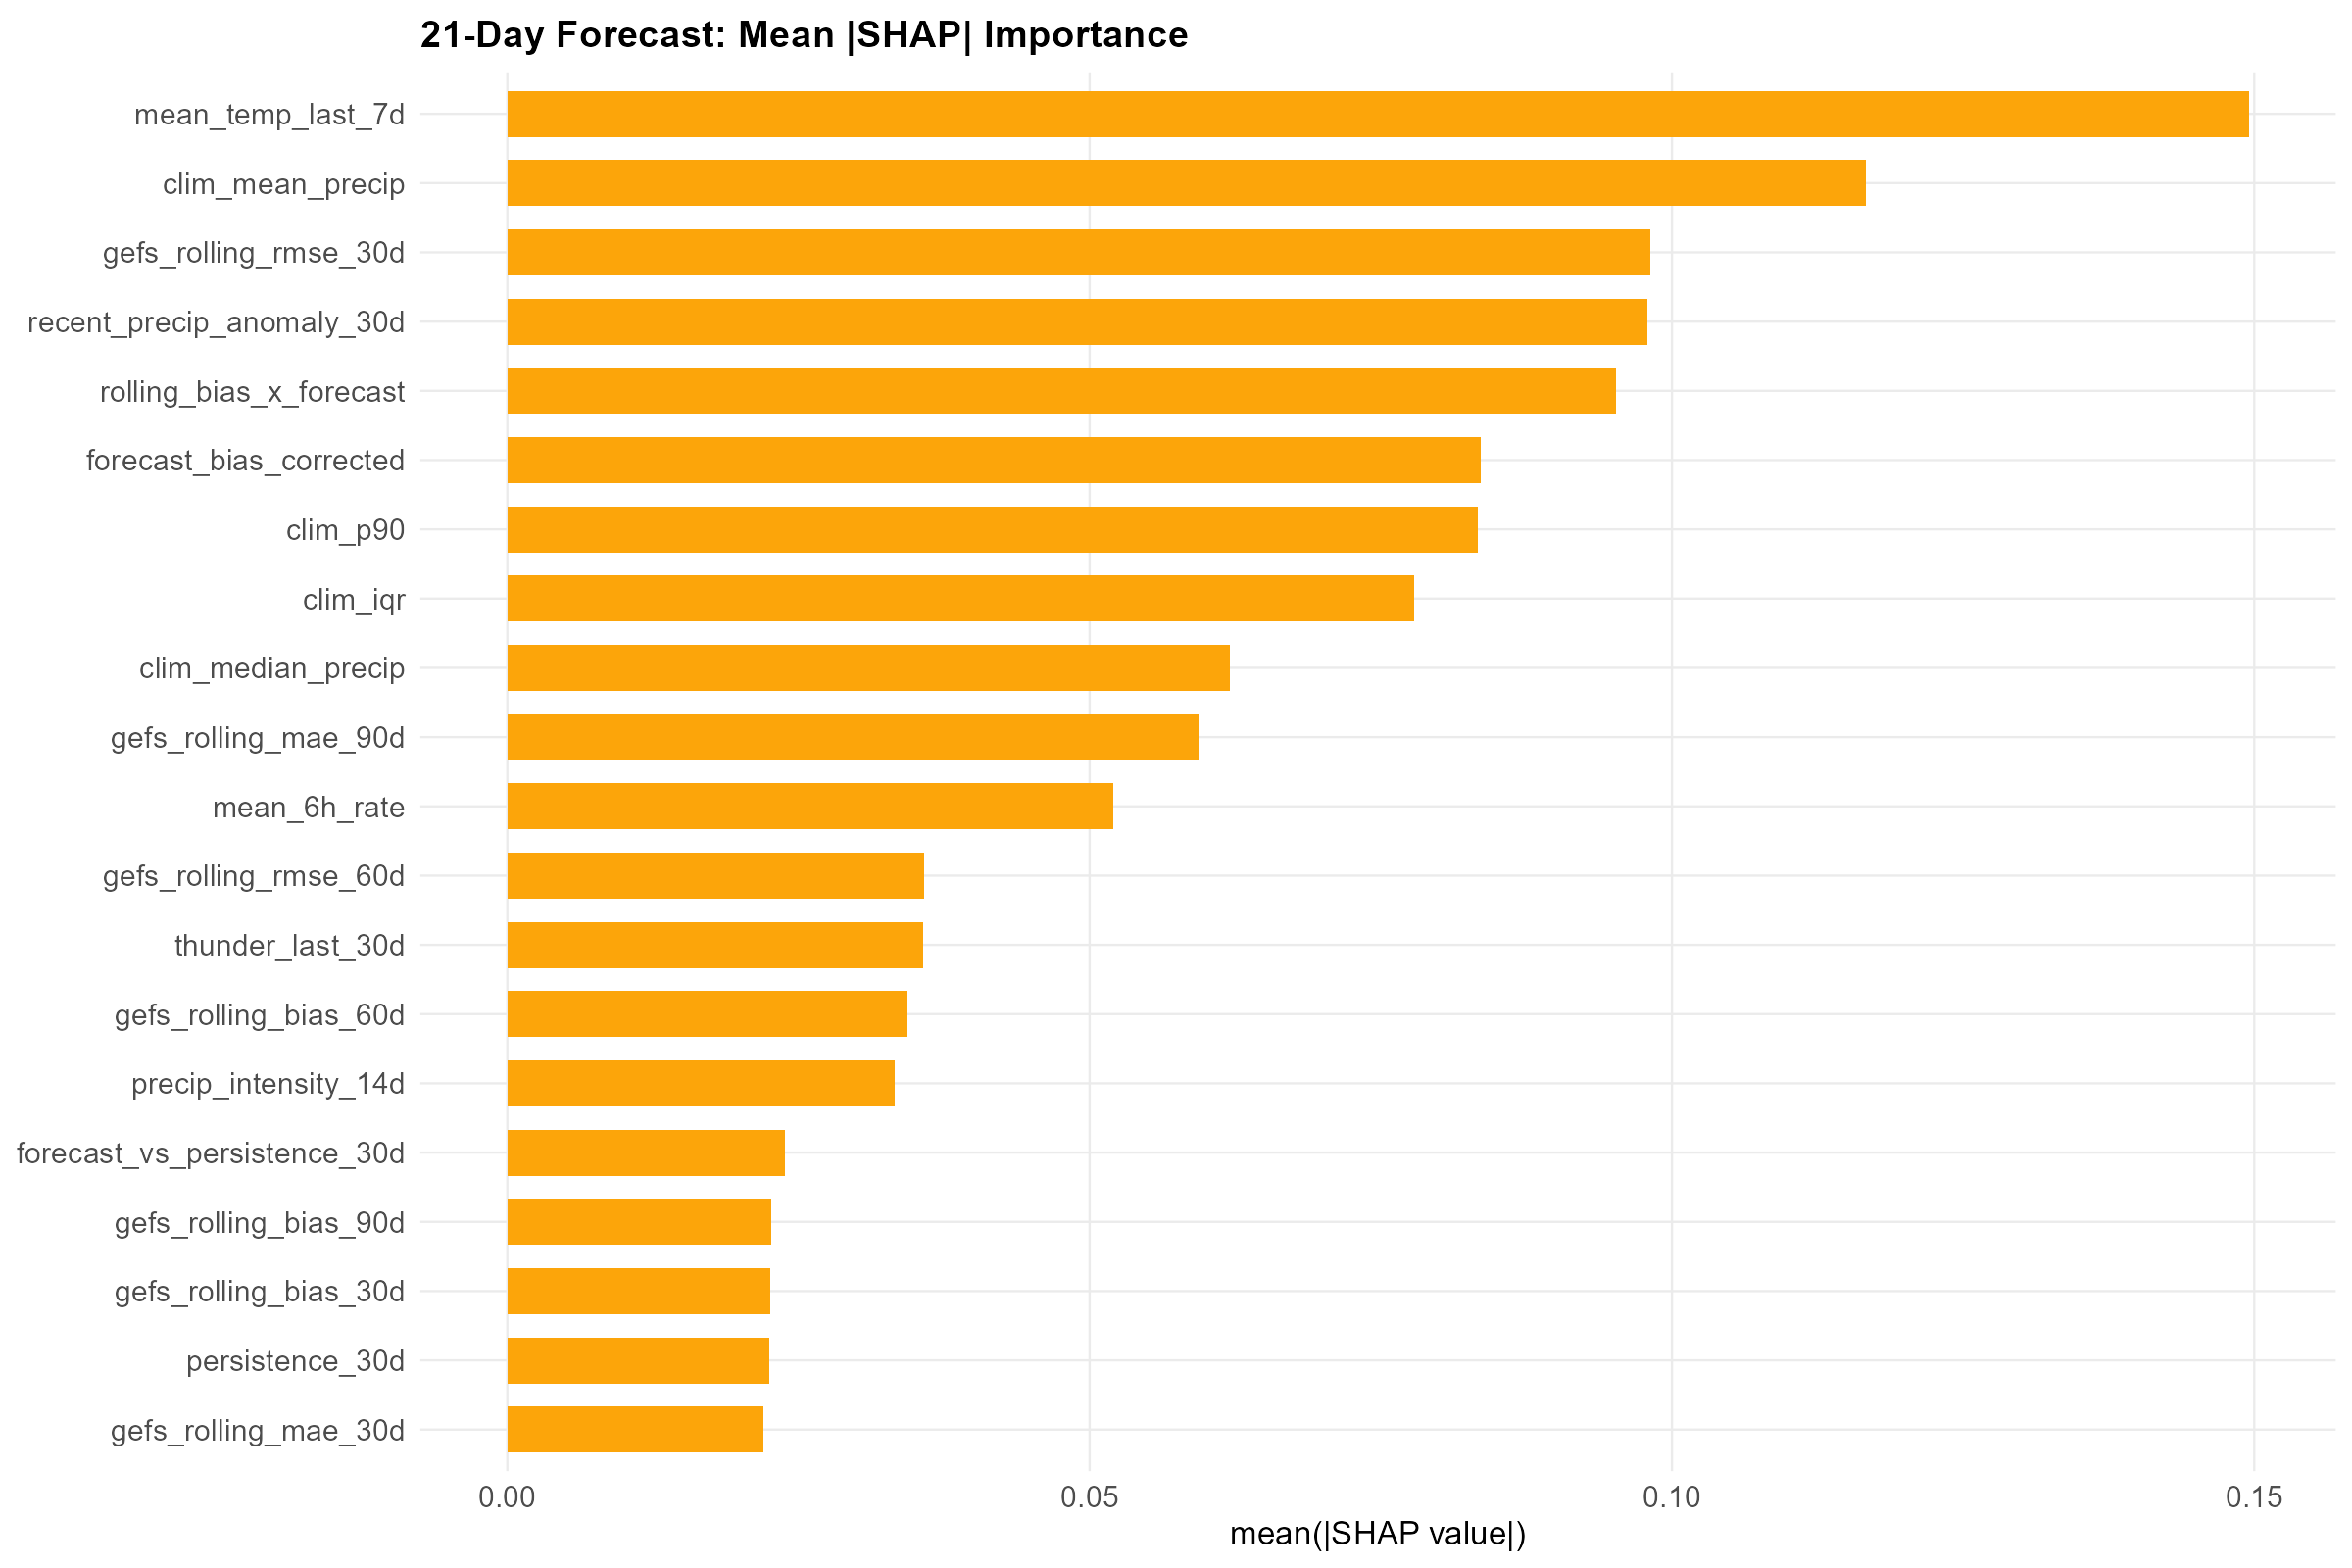 21-Day Forecast: Mean |SHAP| Importance
mean_temp_last_7d
clim_mean_precip
gefs_rolling_rmse_30d
recent_precip_anomaly_30d
rolling_bias_x_forecast
forecast_bias_corrected
clim_p90
clim_iqr
clim_median_precip
gefs_rolling_mae_90d
mean_6h_rate
gefs_rolling_rmse_60d
thunder_last_30d
gefs_rolling_bias_60d
precip_intensity_14d
forecast_vs_persistence_30d
gefs_rolling_bias_90d
gefs_rolling_bias_30d
persistence_30d
gefs_rolling_mae_30d
0.00 0.05 0.10 0.15
mean(|SHAP value|)